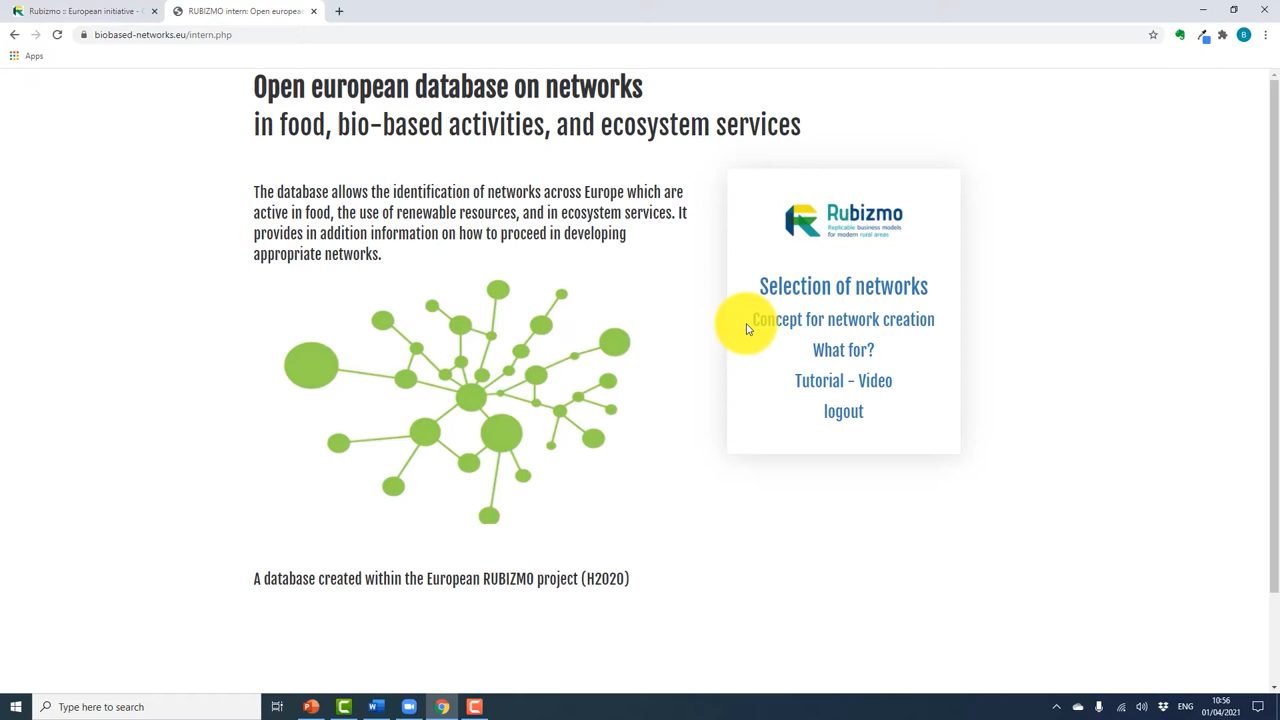 Rubizmo :: European initiative - C
RUBIZMO intern: Open europea
biobased-networks.eu/intern.php
B
Apps
Open european database on networks
in food, bio-based activities, and ecosystem services
The database allows the identification of networks across Europe which are
active in food, the use of renewable resources, and in ecosystem services. It
provides in addition information on how to proceed in developing
appropriate networks.
Rubizmo
Replicable business models
for modern rural areas
Selection of networks
Concept for network creation
What for?
Tutorial - Video
logout
A database created within the European RUBIZMO project (H2020)
Type here to search
ENG
10:56
01/04/2021